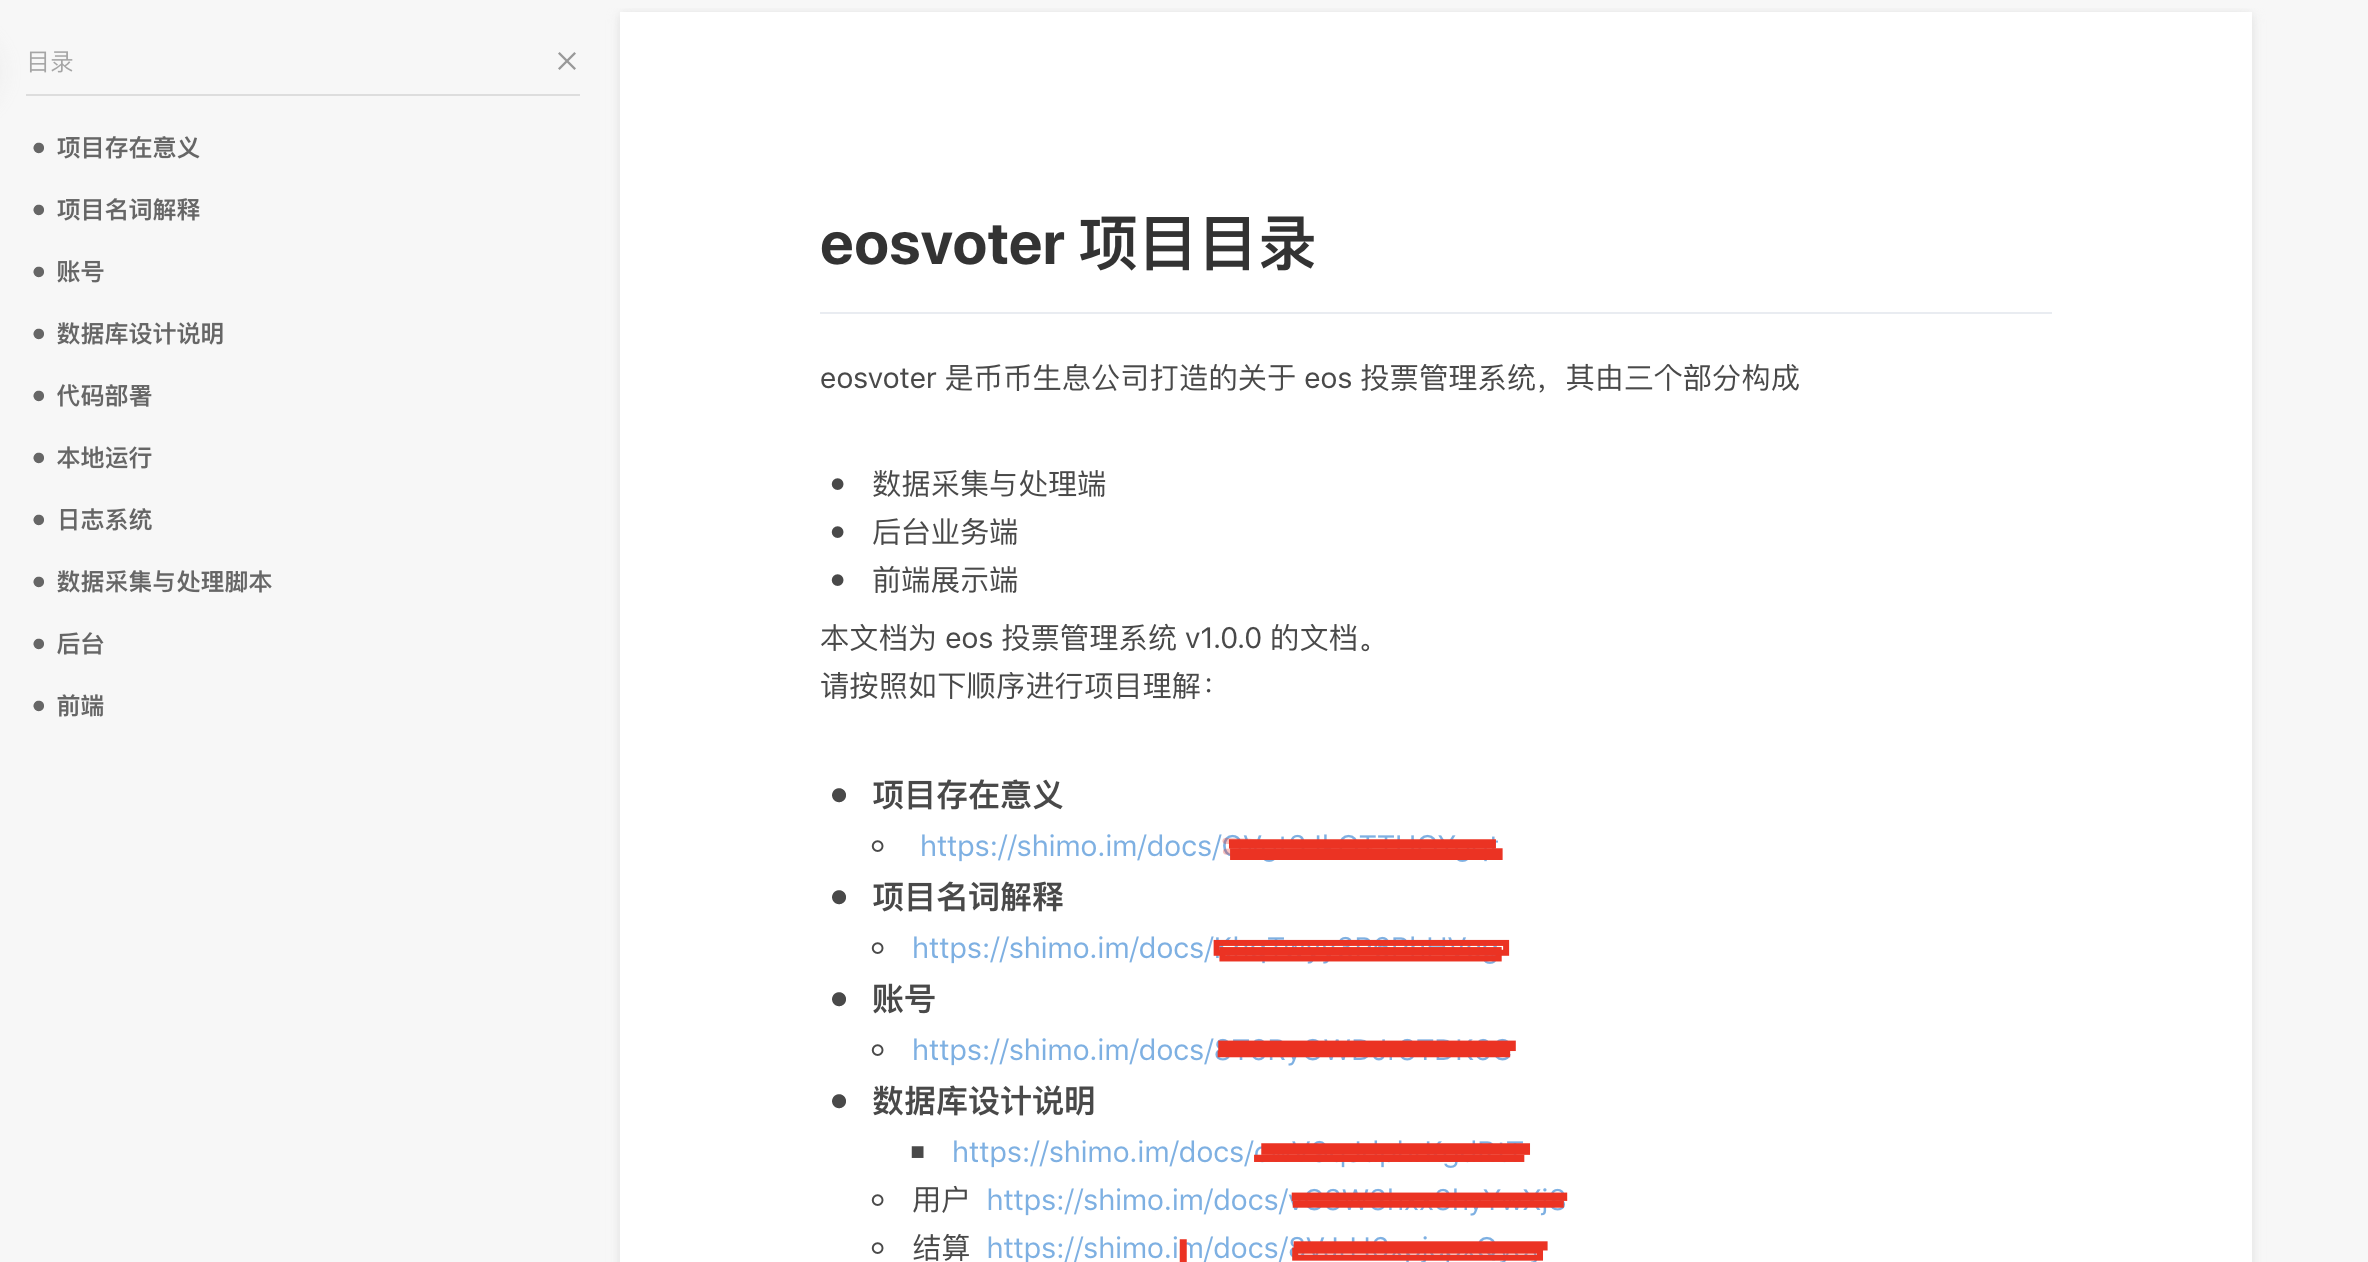 目录
项目存在意义
项目名词解释
账号
数据库设计说明
代码部署
本地运行
日志系统
数据采集与处理脚本
后台
前端
eosvoter 项目目录
eosvoter 是币币生息公司打造的关于 eos 投票管理系统，其由三个部分构成
数据采集与处理端
后台业务端
前端展示端
本文档为 eos 投票管理系统 v1.0.0 的文档。
请按照如下顺序进行项目理解：
项目存在意义
https://shimo.im/docs/
项目名词解释
https://shimo.im/docs/
账号
https://shimo.im/docs/
数据库设计说明
https://shimo.im/docs/
用户 https://shimo.im/docs/
结算 https://shimo.im/docs/